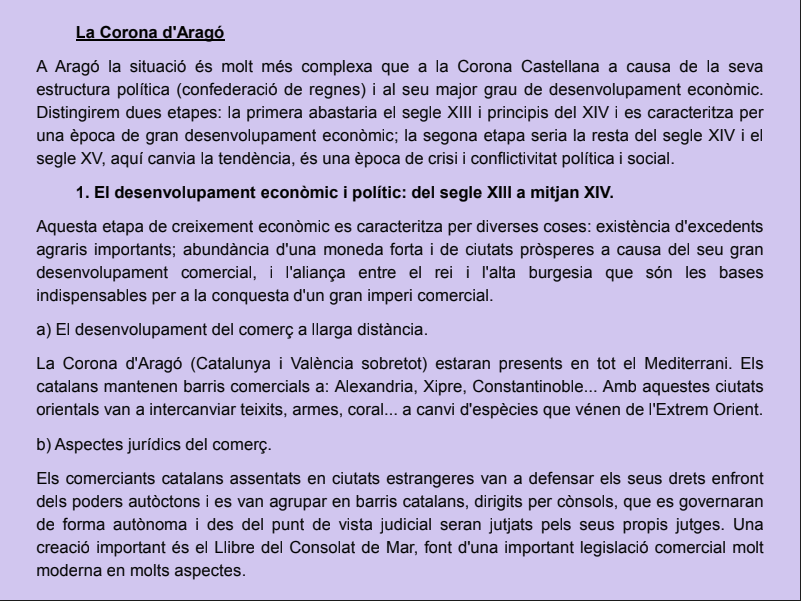 La Corona d'Aragó
A Aragó la situació és molt més complexa que a la Corona Castellana a causa de la seva
estructura política (confederació de regnes) i al seu major grau de desenvolupament econòmic.
Distingirem dues etapes: la primera abastaria el segle XIII i principis del XIV i es caracteritza per
una època de gran desenvolupament econòmic; la segona etapa seria la resta del segle XIV i el
segle XV, aquí canvia la tendència, és una època de crisi i conflictivitat política i social.
1. El desenvolupament econòmic i polític: del segle XIII a mitjan XIV.
Aquesta etapa de creixement econòmic es caracteritza per diverses coses: existència d'excedents
agraris importants; abundància d'una moneda forta i de ciutats pròsperes a causa del seu gran
desenvolupament comercial, i l'aliança entre el rei i l'alta burgesia que són les bases
indispensables per a la conquesta d'un gran imperi comercial.
a) El desenvolupament del comerç a llarga distància.
La Corona d'Aragó (Catalunya i València sobretot) estaran presents en tot el Mediterrani. Els
catalans mantenen barris comercials a: Alexandria, Xipre, Constantinoble... Amb aquestes ciutats
orientals van a intercanviar teixits, armes, coral... a canvi d'espècies que vénen de l'Extrem Orient.
b) Aspectes jurídics del comerç.
Els comerciants catalans assentats en ciutats estrangeres van a defensar els seus drets enfront
dels poders autòctons i es van agrupar en barris catalans, dirigits per cònsols, que es governaran
de forma autònoma i des del punt de vista judicial seran jutjats pels seus propis jutges. Una
creació important és el Llibre del Consolat de Mar, font d'una important legislació comercial molt
moderna en molts aspectes.